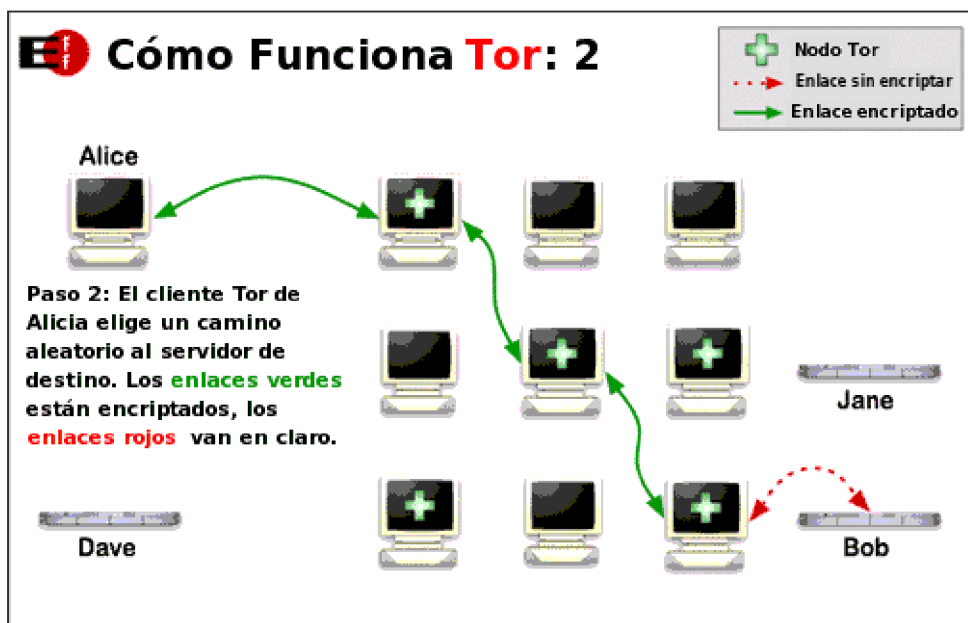 EFF Cómo Funciona Tor: 2
Nodo Tor
Enlace sin encriptar
Enlace encriptado
Alice
Paso 2: El cliente Tor de
Alicia elige un camino
aleatorio al servidor de
destino. Los enlaces verdes
están encriptados, los
enlaces rojos van en claro.
Jane
Dave
Bob